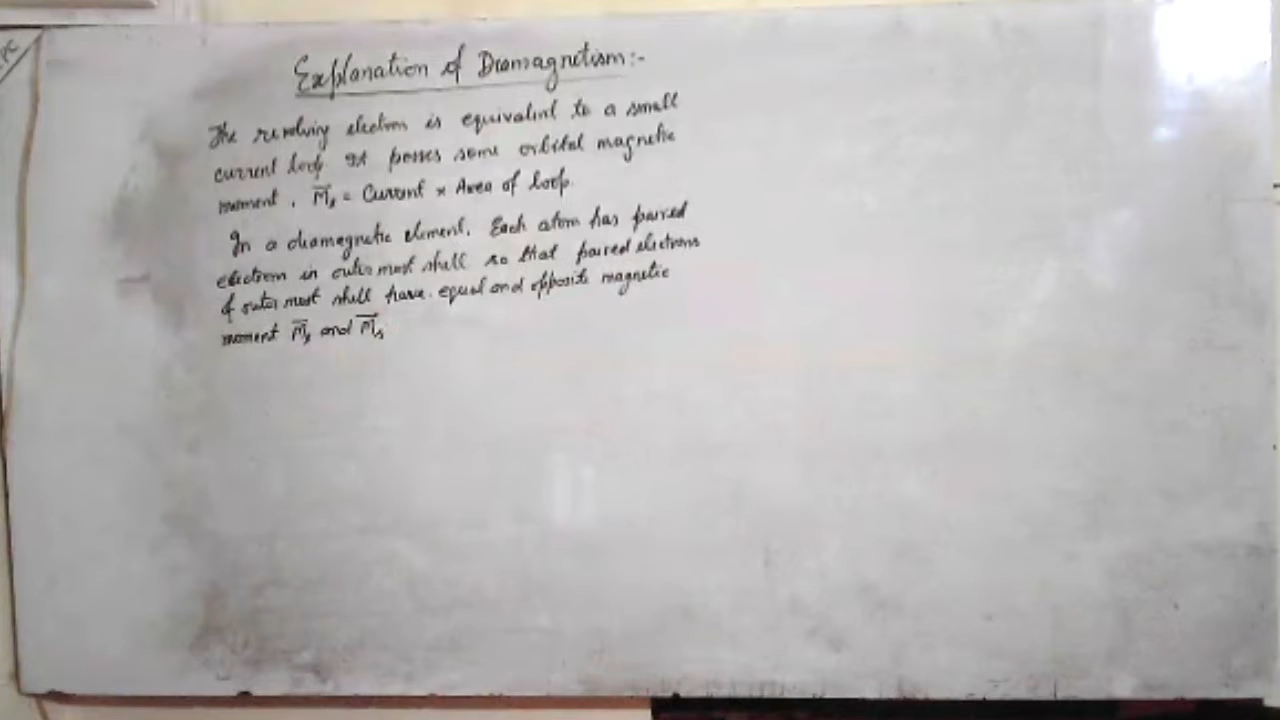 Explanation of Diamagnetism:-
The revolving electron is equivalent to a small
current loop. It posses some orbital magnetic
moment, M = Current × Area of loop.
In a diamagnetic element, Each atom has paired
electron in outer most shell so that paired electrons
of outer most shell have equal and opposite magnetic
moment M and M